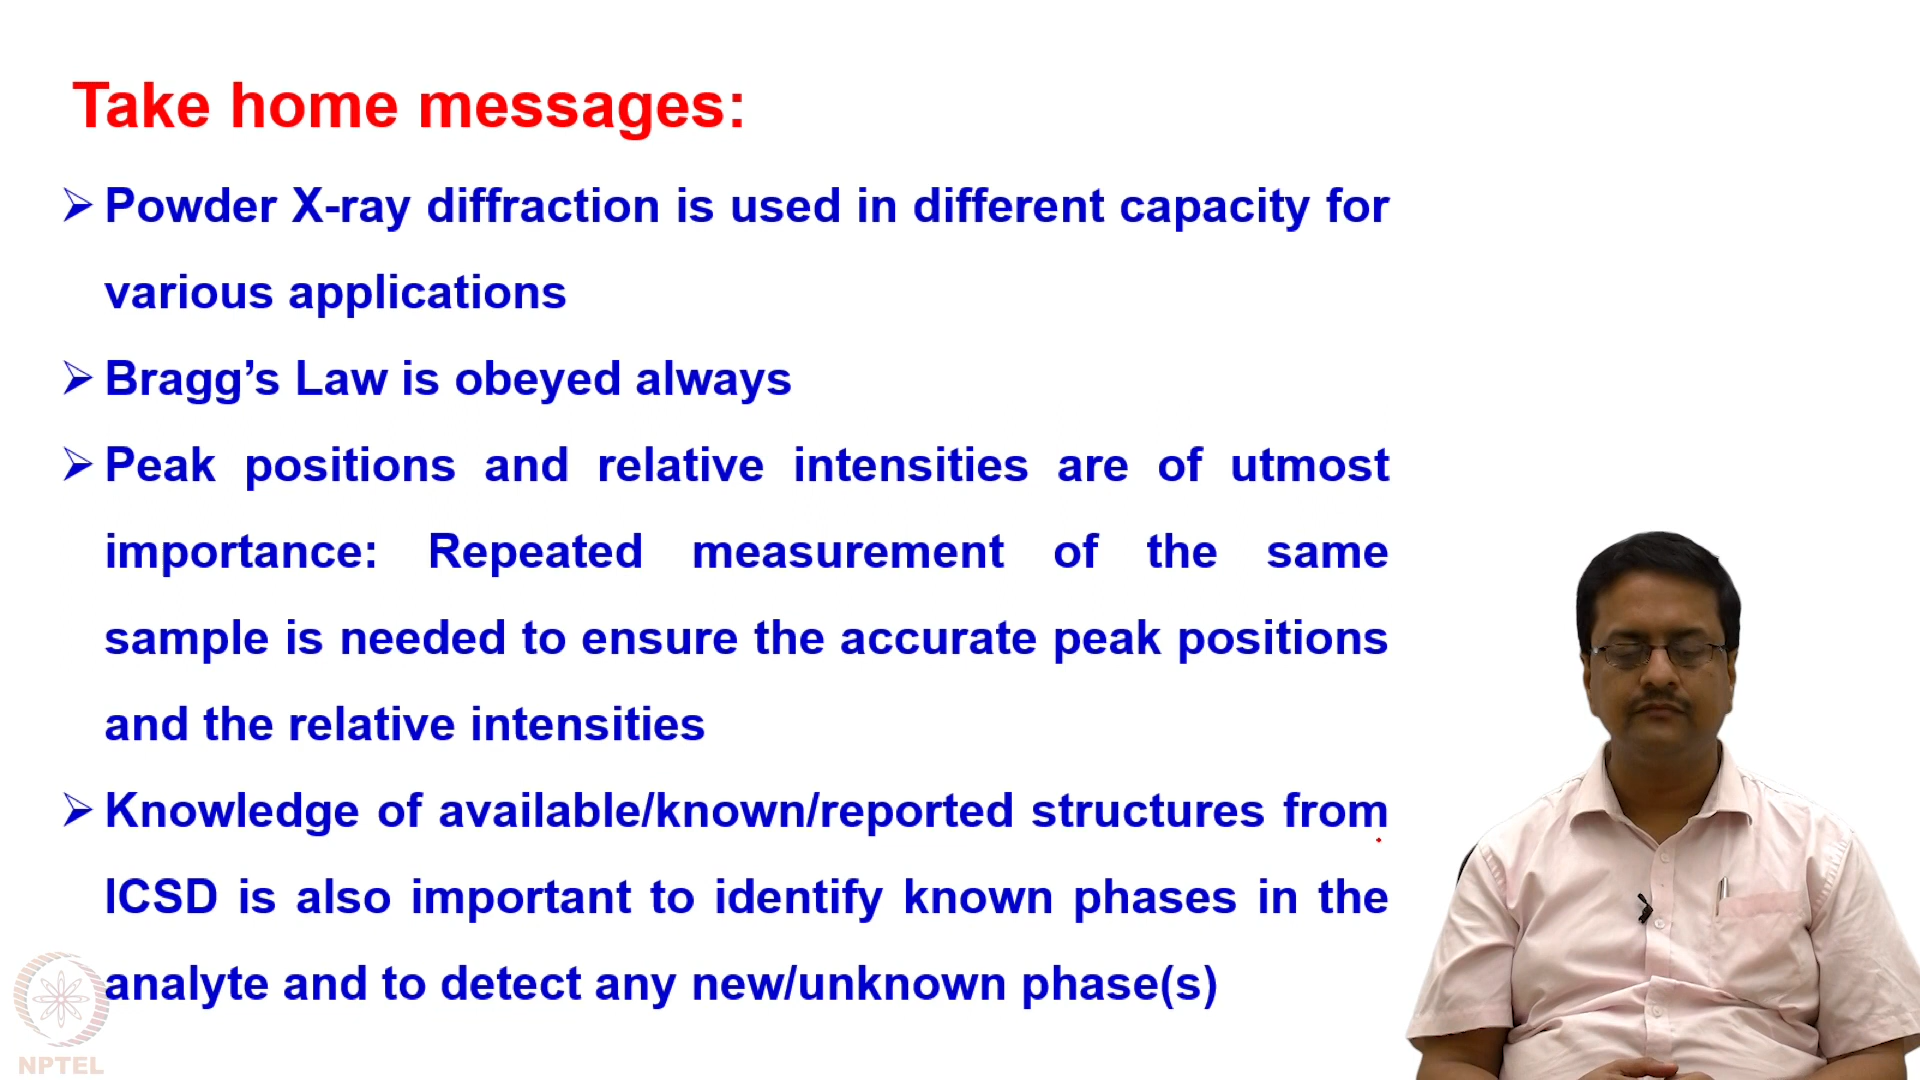 Take home messages:
Powder X-ray diffraction is used in different capacity for
various applications
Bragg’s Law is obeyed always
Peak positions and relative intensities are of utmost
importance: Repeated measurement of the same
sample is needed to ensure the accurate peak positions
and the relative intensities
Knowledge of available/known/reported structures from
ICSD is also important to identify known phases in the
analyte and to detect any new/unknown phase(s)
NPTEL